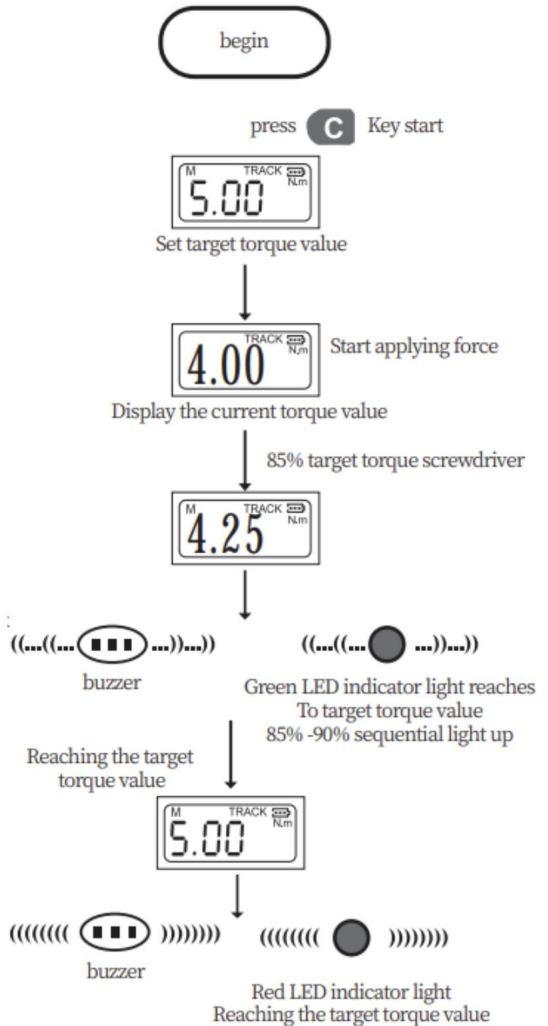 begin
press C Key start
M TRACK
5.00 N.m
Set target torque value
TRACK
4.00 N.m
Start applying force
Display the current torque value
85% target torque screwdriver
M TRACK
4.25 N.m
:
((...((... ...))...)) ((...((... ...))...))
buzzer
Green LED indicator light reaches
To target torque value
85% -90% sequential light up
Reaching the target
torque value
M TRACK
5.00 N.m
(((((((( )))))))) (((((((( ))))))))
buzzer
Red LED indicator light
Reaching the target torque value